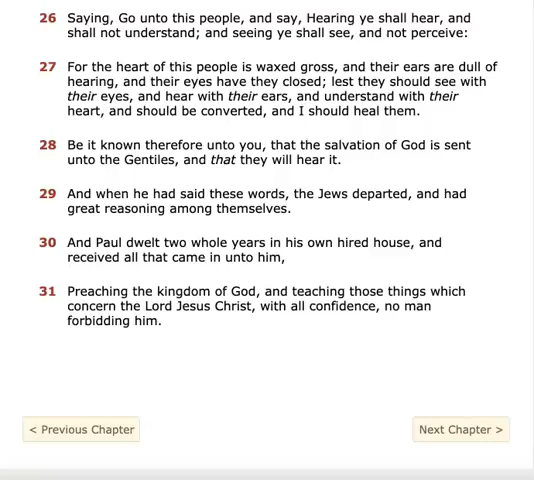 26 Saying, Go unto this people, and say, Hearing ye shall hear, and
shall not understand; and seeing ye shall see, and not perceive:
27 For the heart of this people is waxed gross, and their ears are dull of
hearing, and their eyes have they closed; lest they should see with
their eyes, and hear with their ears, and understand with their
heart, and should be converted, and I should heal them.
28 Be it known therefore unto you, that the salvation of God is sent
unto the Gentiles, and that they will hear it.
29 And when he had said these words, the Jews departed, and had
great reasoning among themselves.
30 And Paul dwelt two whole years in his own hired house, and
received all that came in unto him,
31 Preaching the kingdom of God, and teaching those things which
concern the Lord Jesus Christ, with all confidence, no man
forbidding him.
< Previous Chapter
Next Chapter >